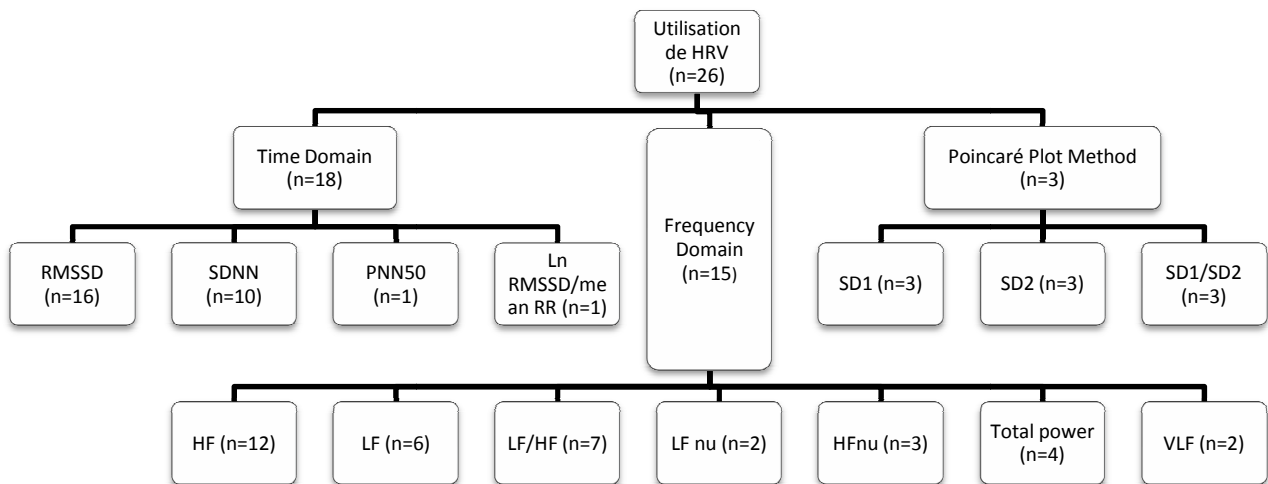 Utilisation
de HRV
(n=26)
Time Domain
(n=18)
Frequency
Domain
(n=15)
Poincaré Plot Method
(n=3)
RMSSD
(n=16)
SDNN
(n=10)
PNN50
(n=1)
Ln
RMSSD/me
an RR (n=1)
SD1 (n=3)
SD2 (n=3)
SD1/SD2
(n=3)
HF (n=12)
LF (n=6)
LF/HF (n=7)
LF nu (n=2)
HFnu (n=3)
Total power
(n=4)
VLF (n=2)